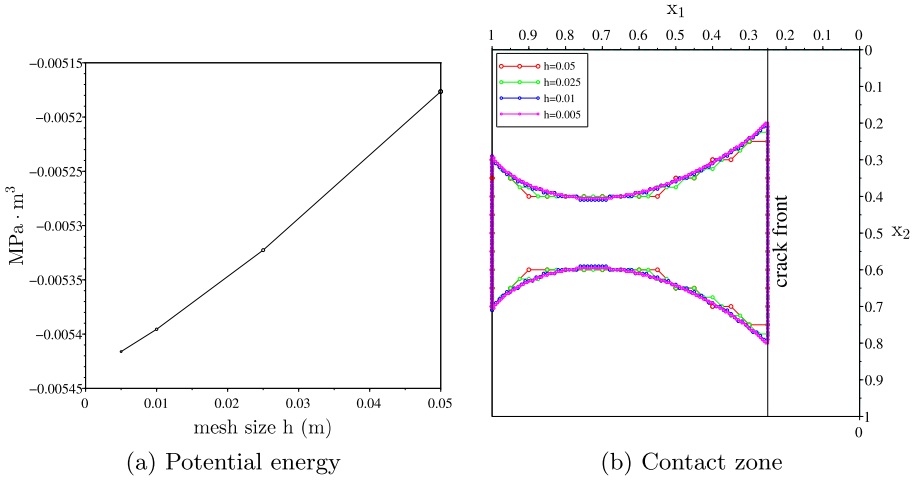 −0.00515
−0.0052
−0.00525
−0.0053
−0.00535
−0.0054
−0.00545
MPa · m³
0 0.01 0.02 0.03 0.04 0.05
mesh size h (m)
(a) Potential energy
x₁
1 0.9 0.8 0.7 0.6 0.5 0.4 0.3 0.2 0.1 0
h=0.05
h=0.025
h=0.01
h=0.005
crack front
0
0.1
0.2
0.3
0.4
0.5
0.6
0.7
0.8
0.9
1
x₂
0
(b) Contact zone